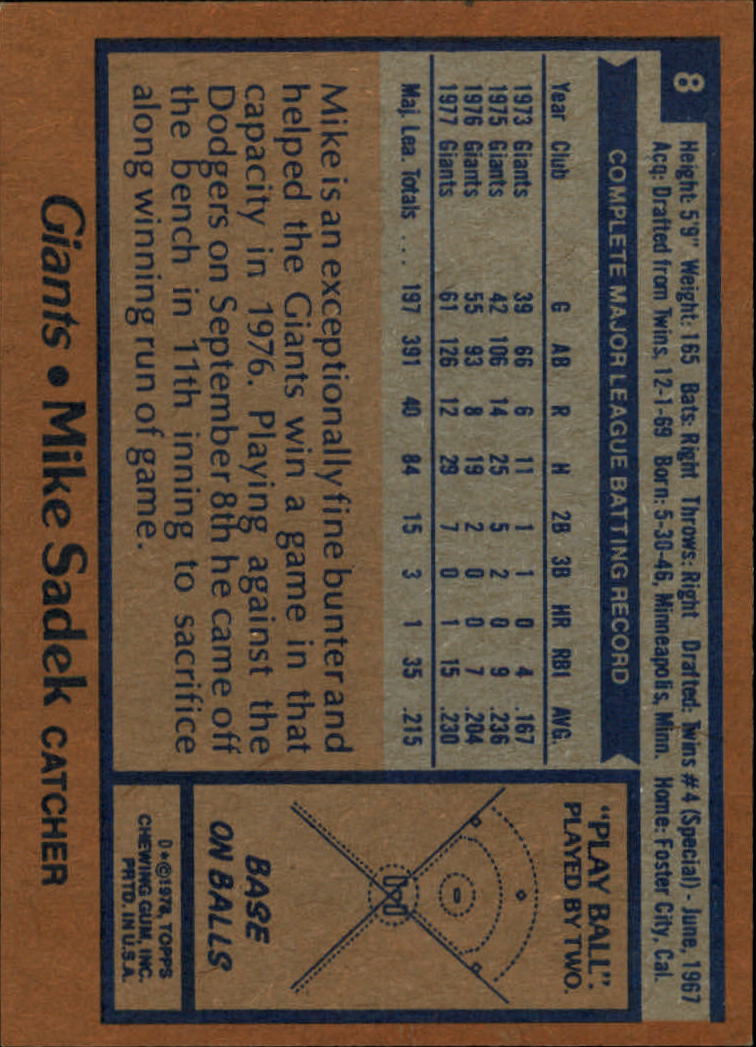 8
Height: 5'9" Weight: 165 Bats: Right Throws: Right Drafted: Twins #4 (Special) - June, 1967
Acq: Drafted from Twins, 12-1-69 Born: 5-30-46, Minneapolis, Minn. Home: Foster City, Cal.
COMPLETE MAJOR LEAGUE BATTING RECORD
Year Club G AB R H 2B 3B HR RBI AVG.
1973 Giants 39 66 6 11 1 1 0 4 .167
1975 Giants 42 106 14 25 5 2 0 9 .236
1976 Giants 55 93 8 19 2 0 0 7 .204
1977 Giants 61 126 12 29 7 0 1 15 .230
Maj. Lea. Totals ... 197 391 40 84 15 3 1 35 .215
Mike is an exceptionally fine bunter and
helped the Giants win a game in that
capacity in 1976. Playing against the
Dodgers on September 8th he came off
the bench in 11th inning to sacrifice
along winning run of game.
"PLAY BALL".
PLAYED BY TWO.
BASE
ON BALLS
D*©1978, TOPPS
CHEWING GUM, INC.
PRTD. IN U.S.A.
Giants • Mike Sadek CATCHER